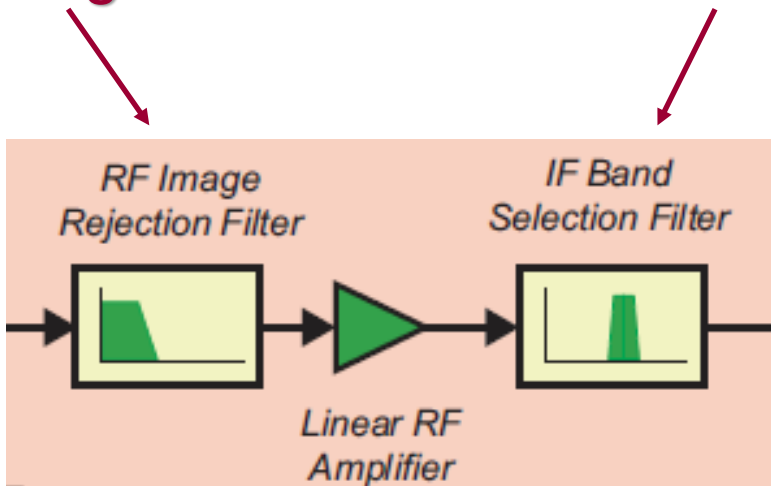 RF Image
Rejection Filter
IF Band
Selection Filter
Linear RF
Amplifier